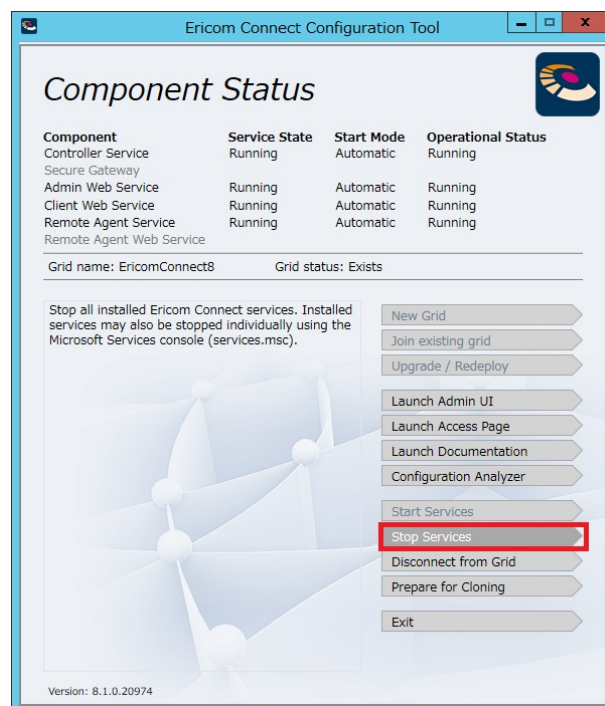 Ericom Connect Configuration Tool
Component Status
Component Service State Start Mode Operational Status
Controller Service Running Automatic Running
Secure Gateway
Admin Web Service Running Automatic Running
Client Web Service Running Automatic Running
Remote Agent Service Running Automatic Running
Remote Agent Web Service
Grid name: EricomConnect8 Grid status: Exists
Stop all installed Ericom Connect services. Installed
services may also be stopped individually using the
Microsoft Services console (services.msc).
New Grid
Join existing grid
Upgrade / Redeploy
Launch Admin UI
Launch Access Page
Launch Documentation
Configuration Analyzer
Start Services
Stop Services
Disconnect from Grid
Prepare for Cloning
Exit
Version: 8.1.0.20974